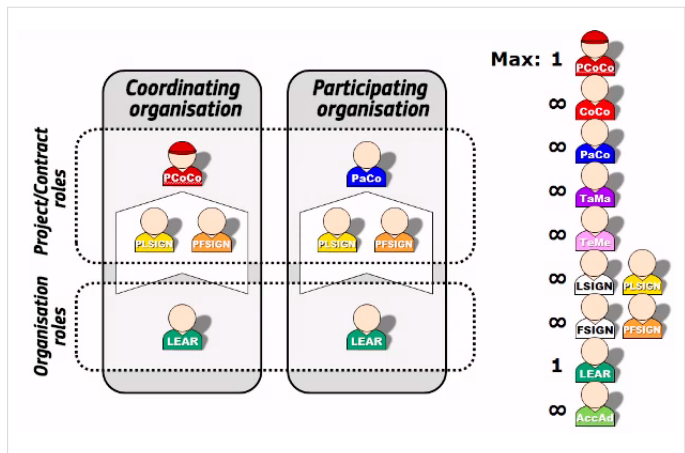 Coordinating
organisation
Participating
organisation
Project/Contract
roles
PCoCo
PaCo
PLSIGN PFSIGN
PLSIGN PFSIGN
Organisation
roles
LEAR
LEAR
Max: 1
PCoCo
∞
CoCo
∞
PaCo
∞
TaMa
∞
TeMe
∞
LSIGN PLSIGN
∞
FSIGN PFSIGN
1
LEAR
∞
AccAd